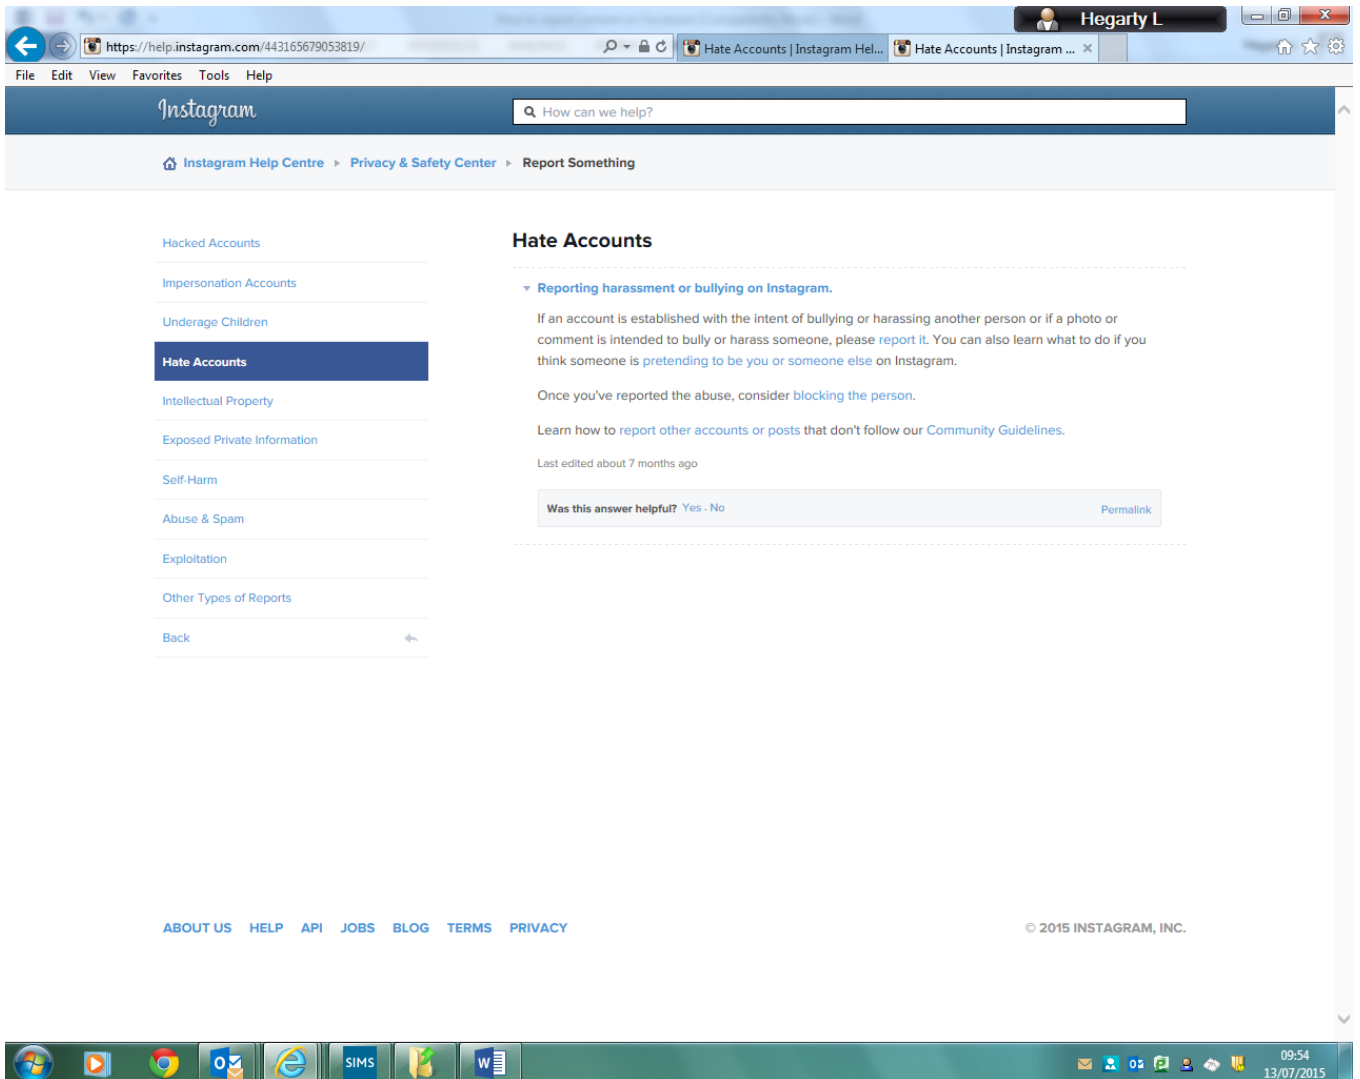 Hegarty L
https://help.instagram.com/443165679053819/
Hate Accounts | Instagram Hel...
Hate Accounts | Instagram ...
File Edit View Favorites Tools Help
Instagram
How can we help?
Instagram Help Centre Privacy & Safety Center Report Something
Hacked Accounts
Impersonation Accounts
Underage Children
Hate Accounts
Intellectual Property
Exposed Private Information
Self-Harm
Abuse & Spam
Exploitation
Other Types of Reports
Back
Hate Accounts
Reporting harassment or bullying on Instagram.
If an account is established with the intent of bullying or harassing another person or if a photo or
comment is intended to bully or harass someone, please report it. You can also learn what to do if you
think someone is pretending to be you or someone else on Instagram.
Once you've reported the abuse, consider blocking the person.
Learn how to report other accounts or posts that don't follow our Community Guidelines.
Last edited about 7 months ago
Was this answer helpful? Yes · No
Permalink
ABOUT US HELP API JOBS BLOG TERMS PRIVACY
© 2015 INSTAGRAM, INC.
SIMS
09:54
13/07/2015